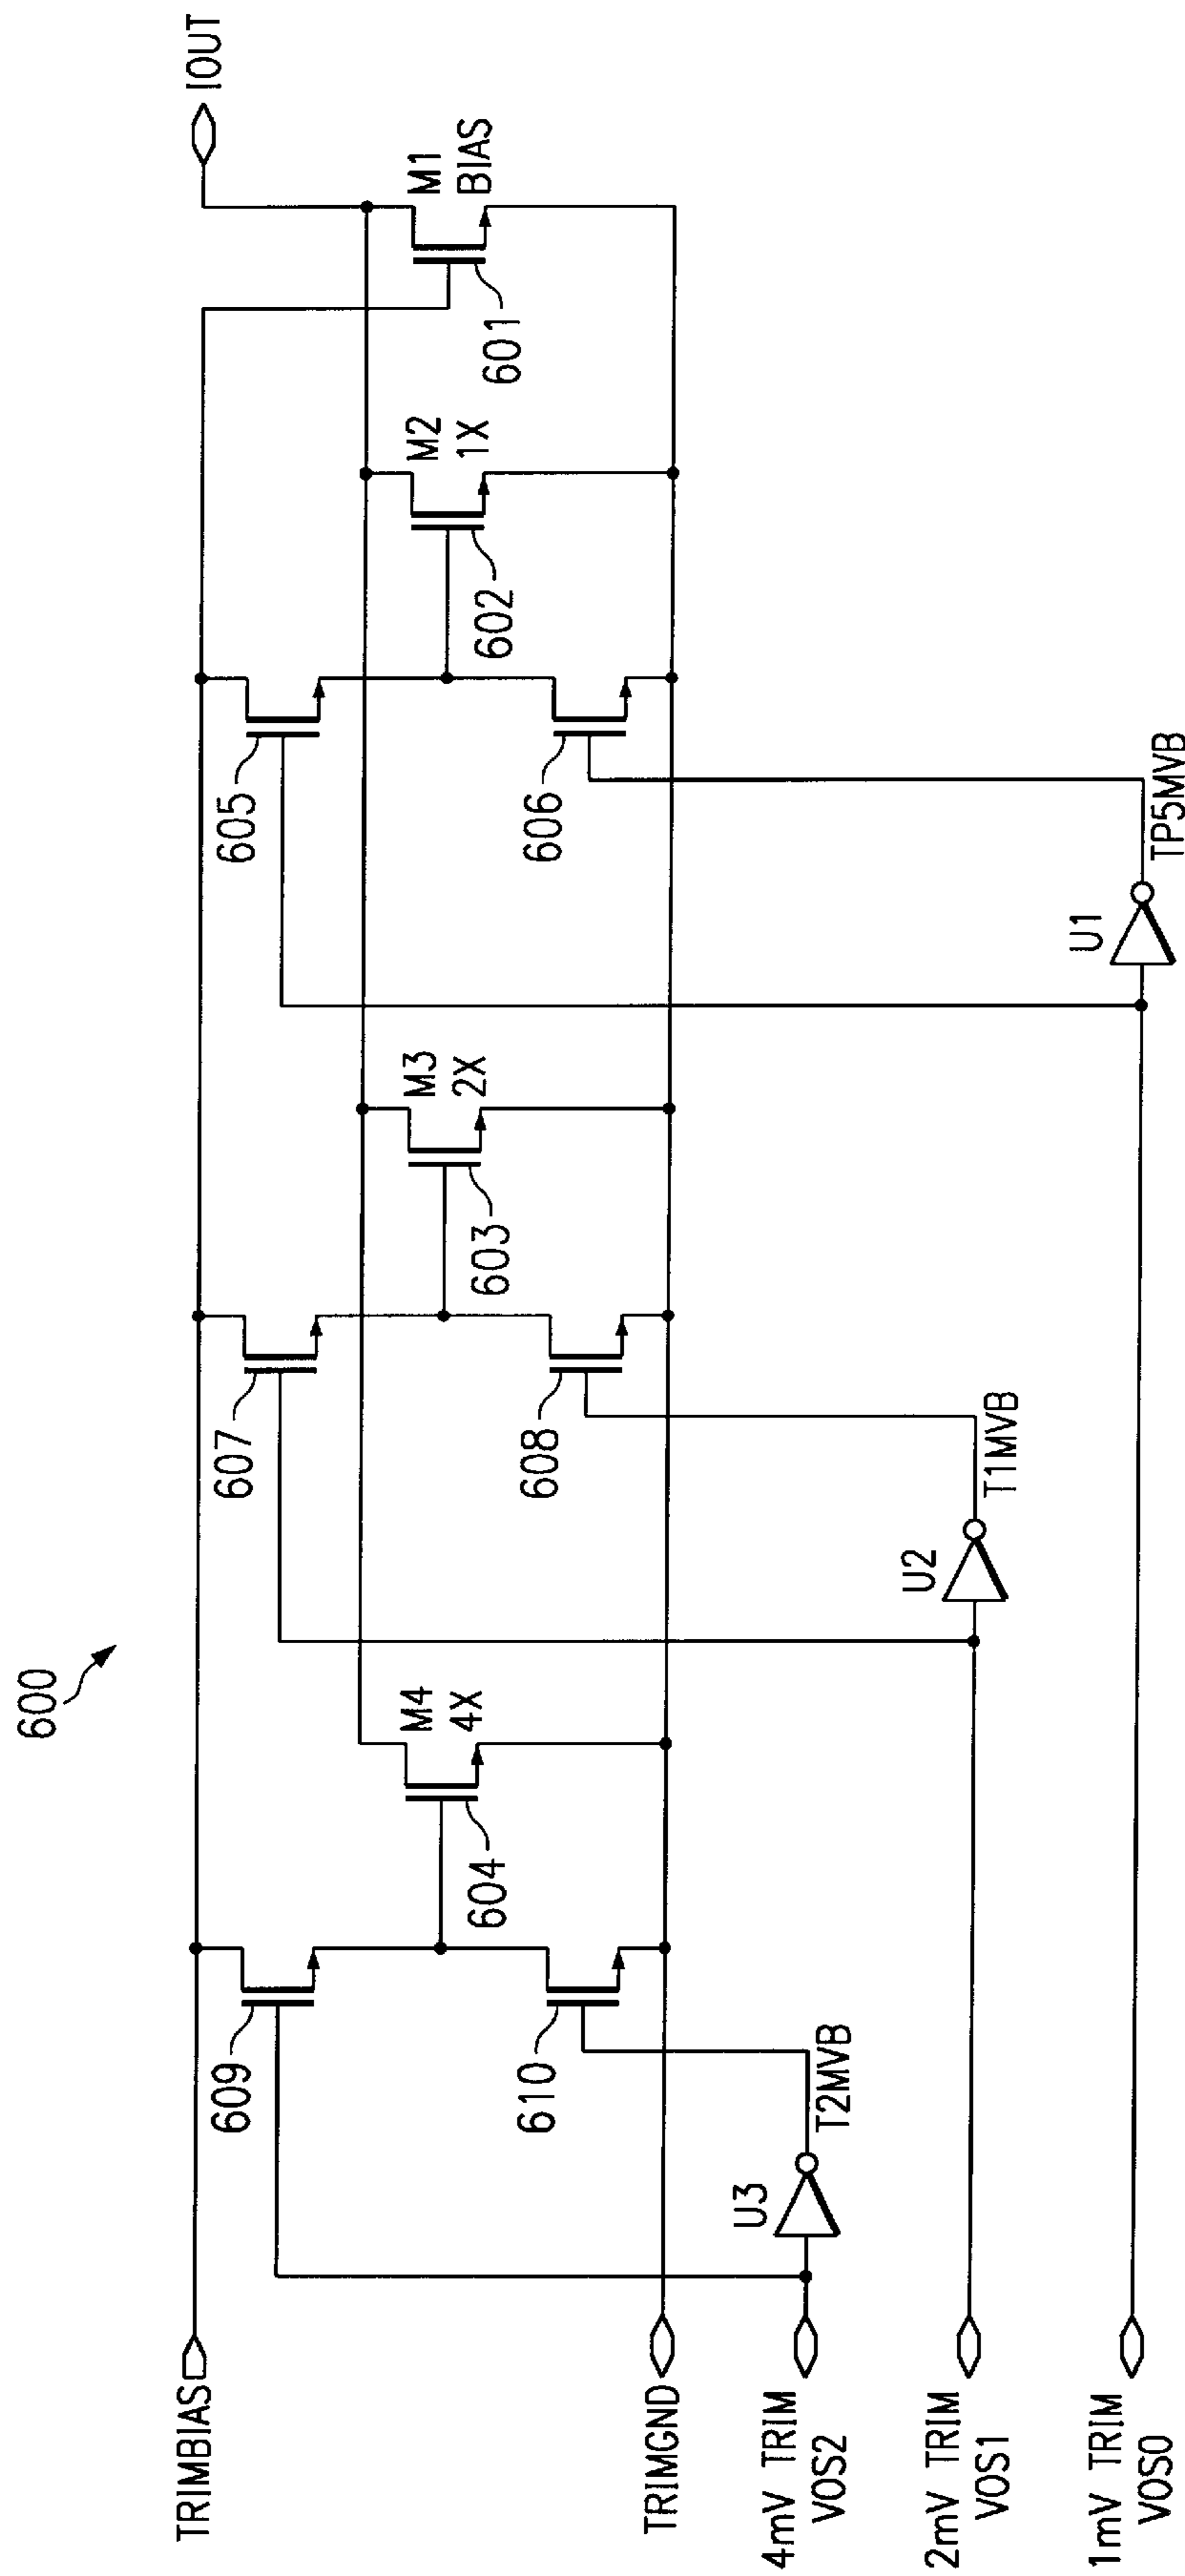 600
TRIMBIAS
IOUT
609
607
605
M4
4X
M3
2X
M2
1X
M1
BIAS
604
603
602
601
610
608
606
TRIMGND
4mV TRIM
VOS2
U3
T2MVB
2mV TRIM
VOS1
U2
T1MVB
1mV TRIM
VOS0
U1
TP5MVB